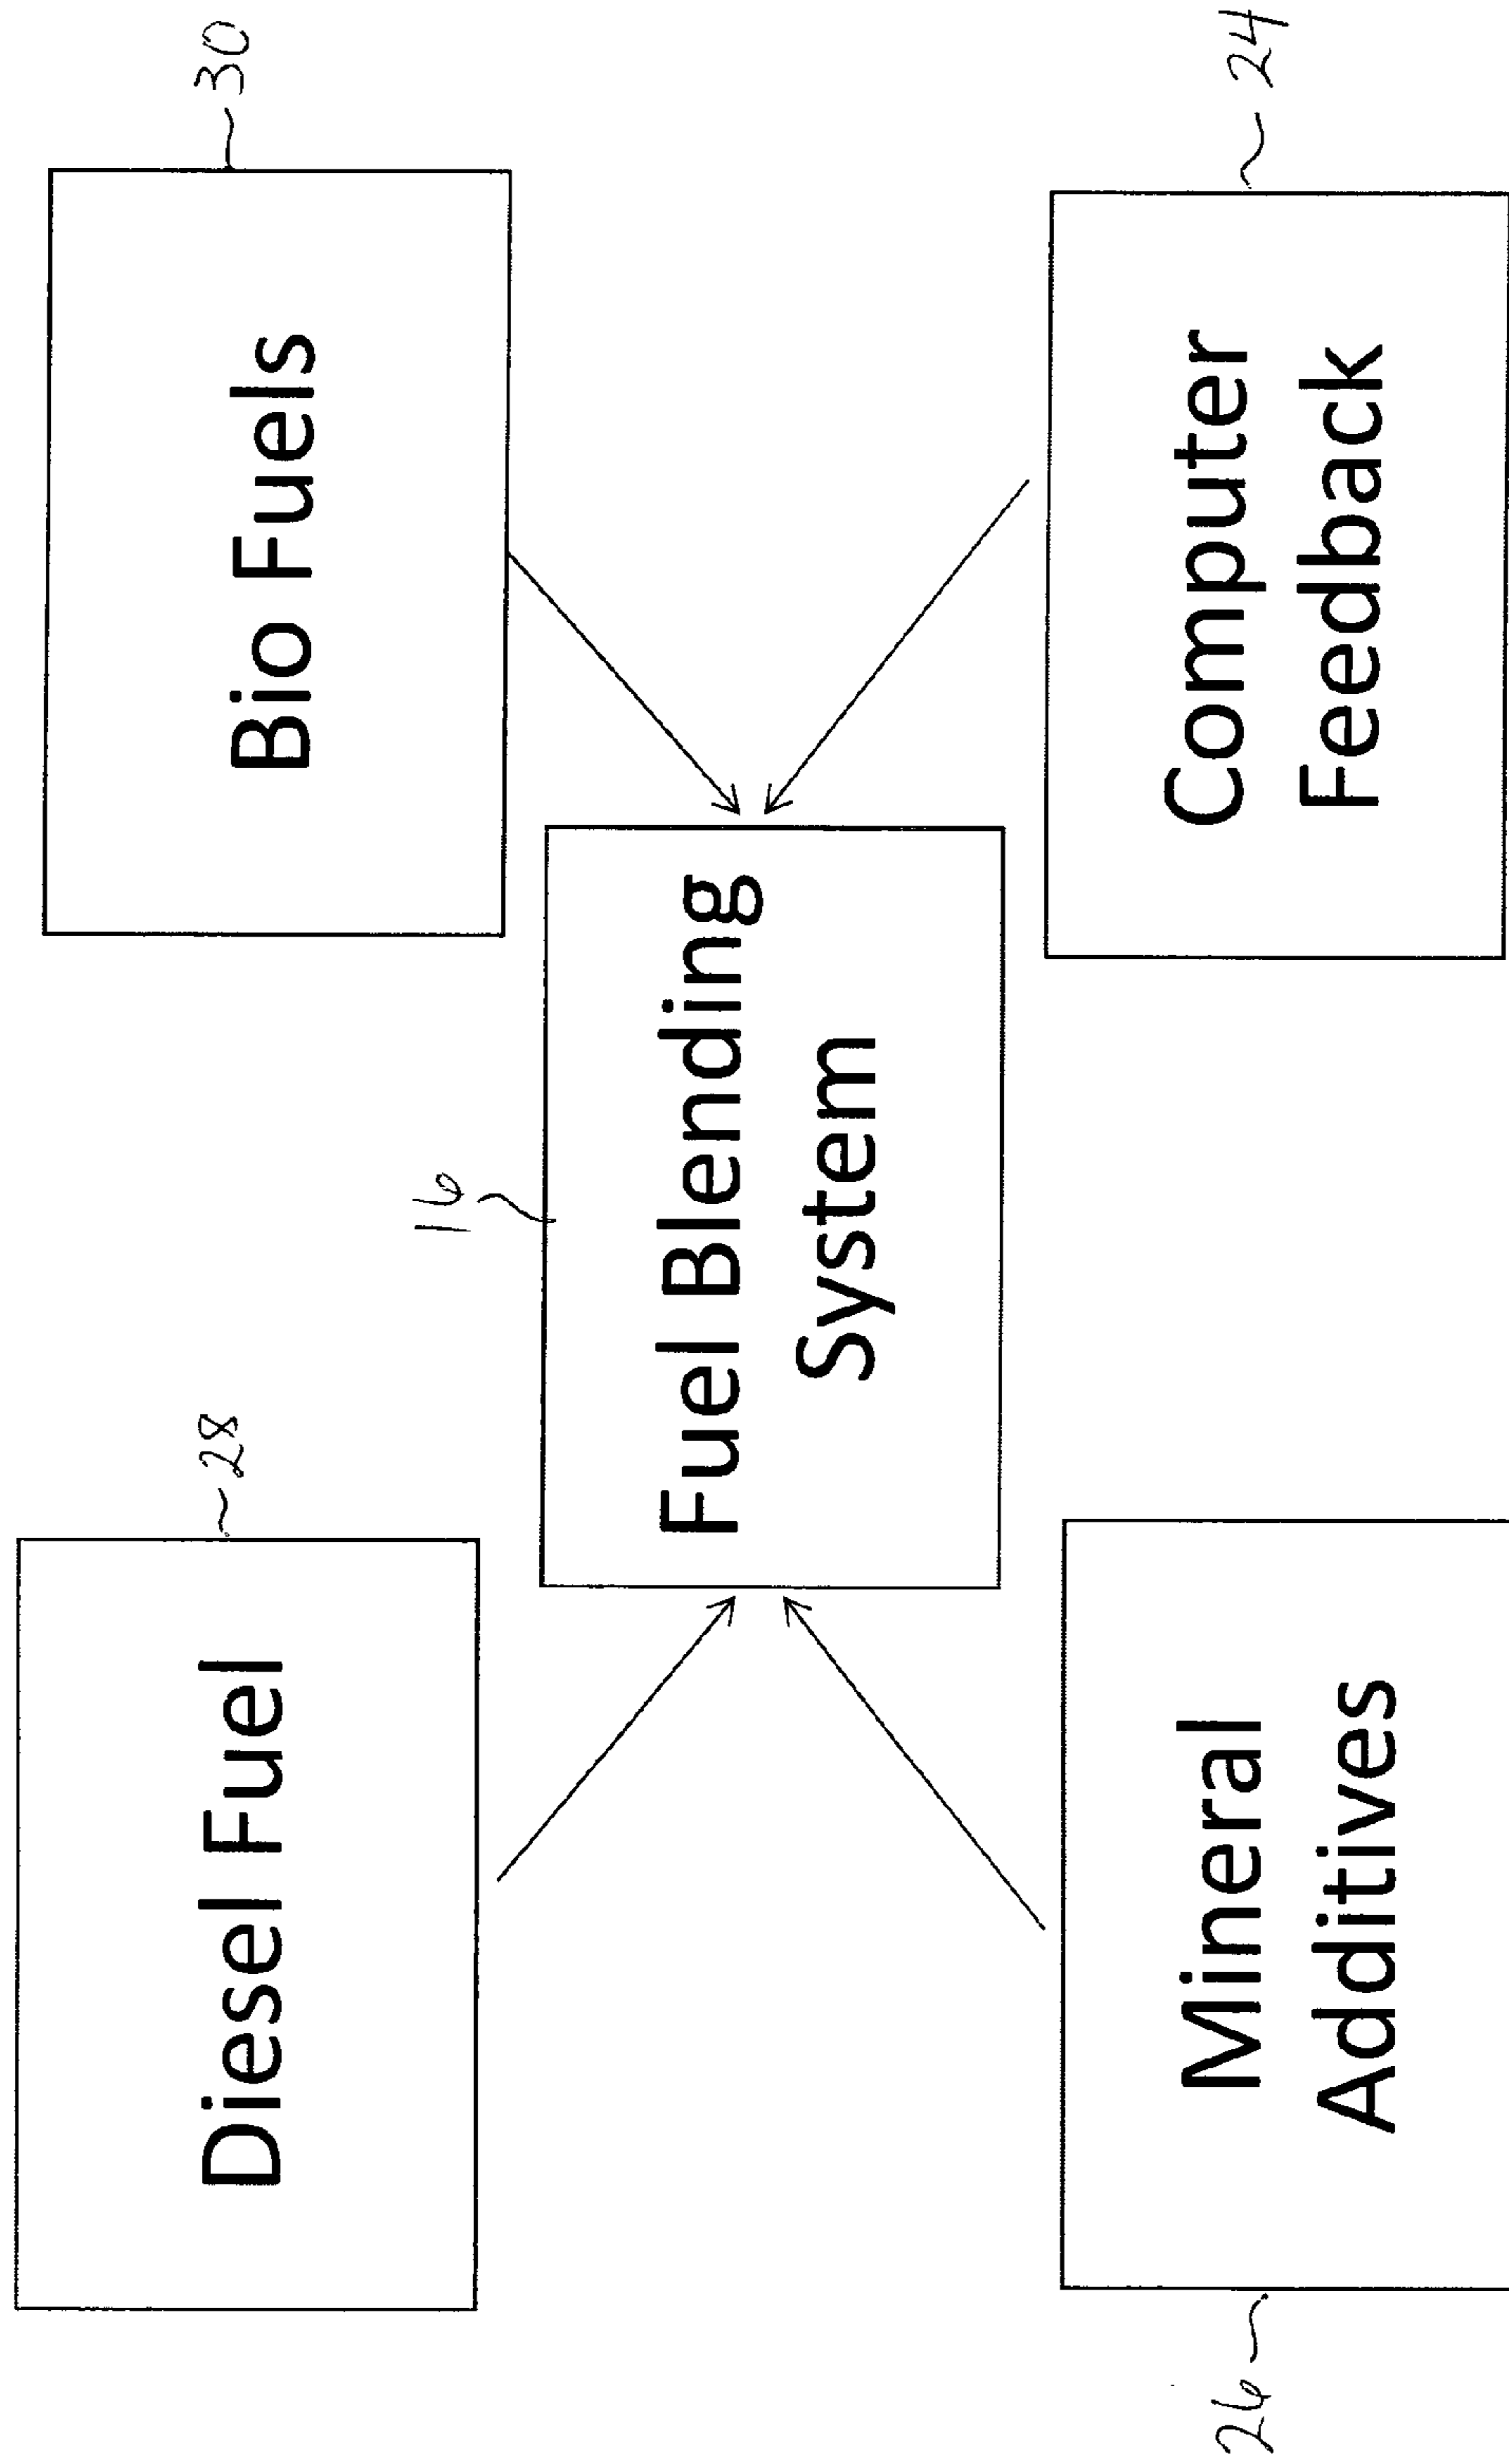 Diesel Fuel
28
Bio Fuels
30
16
Fuel Blending
System
26
Mineral
Additives
Computer
Feedback
24